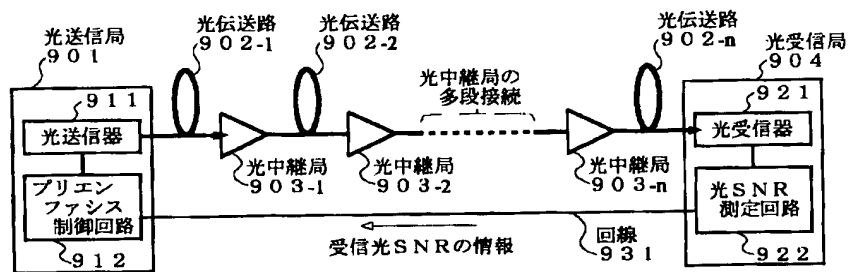 光送信局
901
光伝送路
902-1
光伝送路
902-2
光中継局の
多段接続
光伝送路
902-n
光受信局
904
911
光送信器
921
光受信器
光中継局
903-1
光中継局
903-2
光中継局
903-n
プリエン
ファシス
制御回路
912
光SNR
測定回路
922
受信光SNRの情報
回線
931